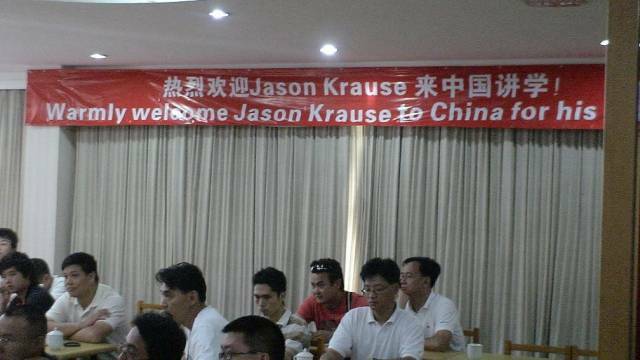 热烈欢迎Jason Krause 来中国讲学！
Warmly welcome Jason Krause to China for his